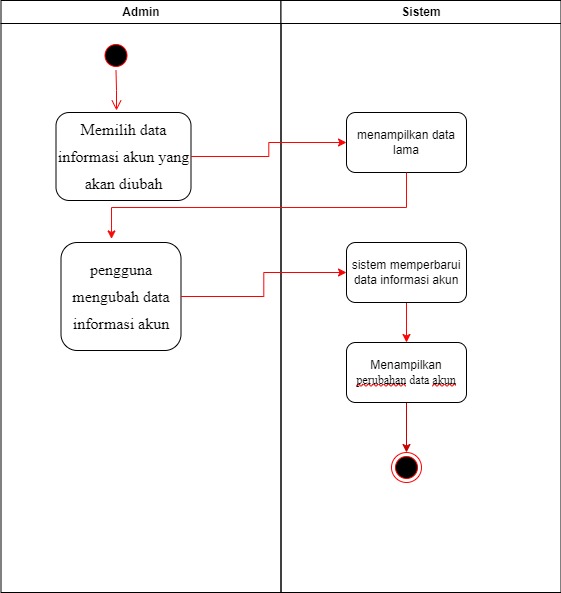 Admin
Sistem
Memilih data
informasi akun yang
akan diubah
menampilkan data
lama
pengguna
mengubah data
informasi akun
sistem memperbarui
data informasi akun
Menampilkan
perubahan data akun